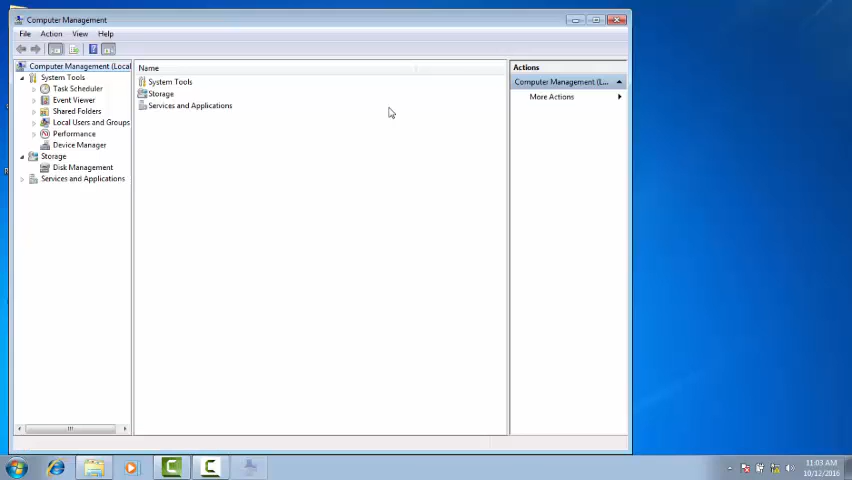 Computer Management
File Action View Help
Computer Management (Local
System Tools
Task Scheduler
Event Viewer
Shared Folders
Local Users and Groups
Performance
Device Manager
Storage
Disk Management
Services and Applications
Name
System Tools
Storage
Services and Applications
Actions
Computer Management (L...
More Actions
11:03 AM
10/12/2016